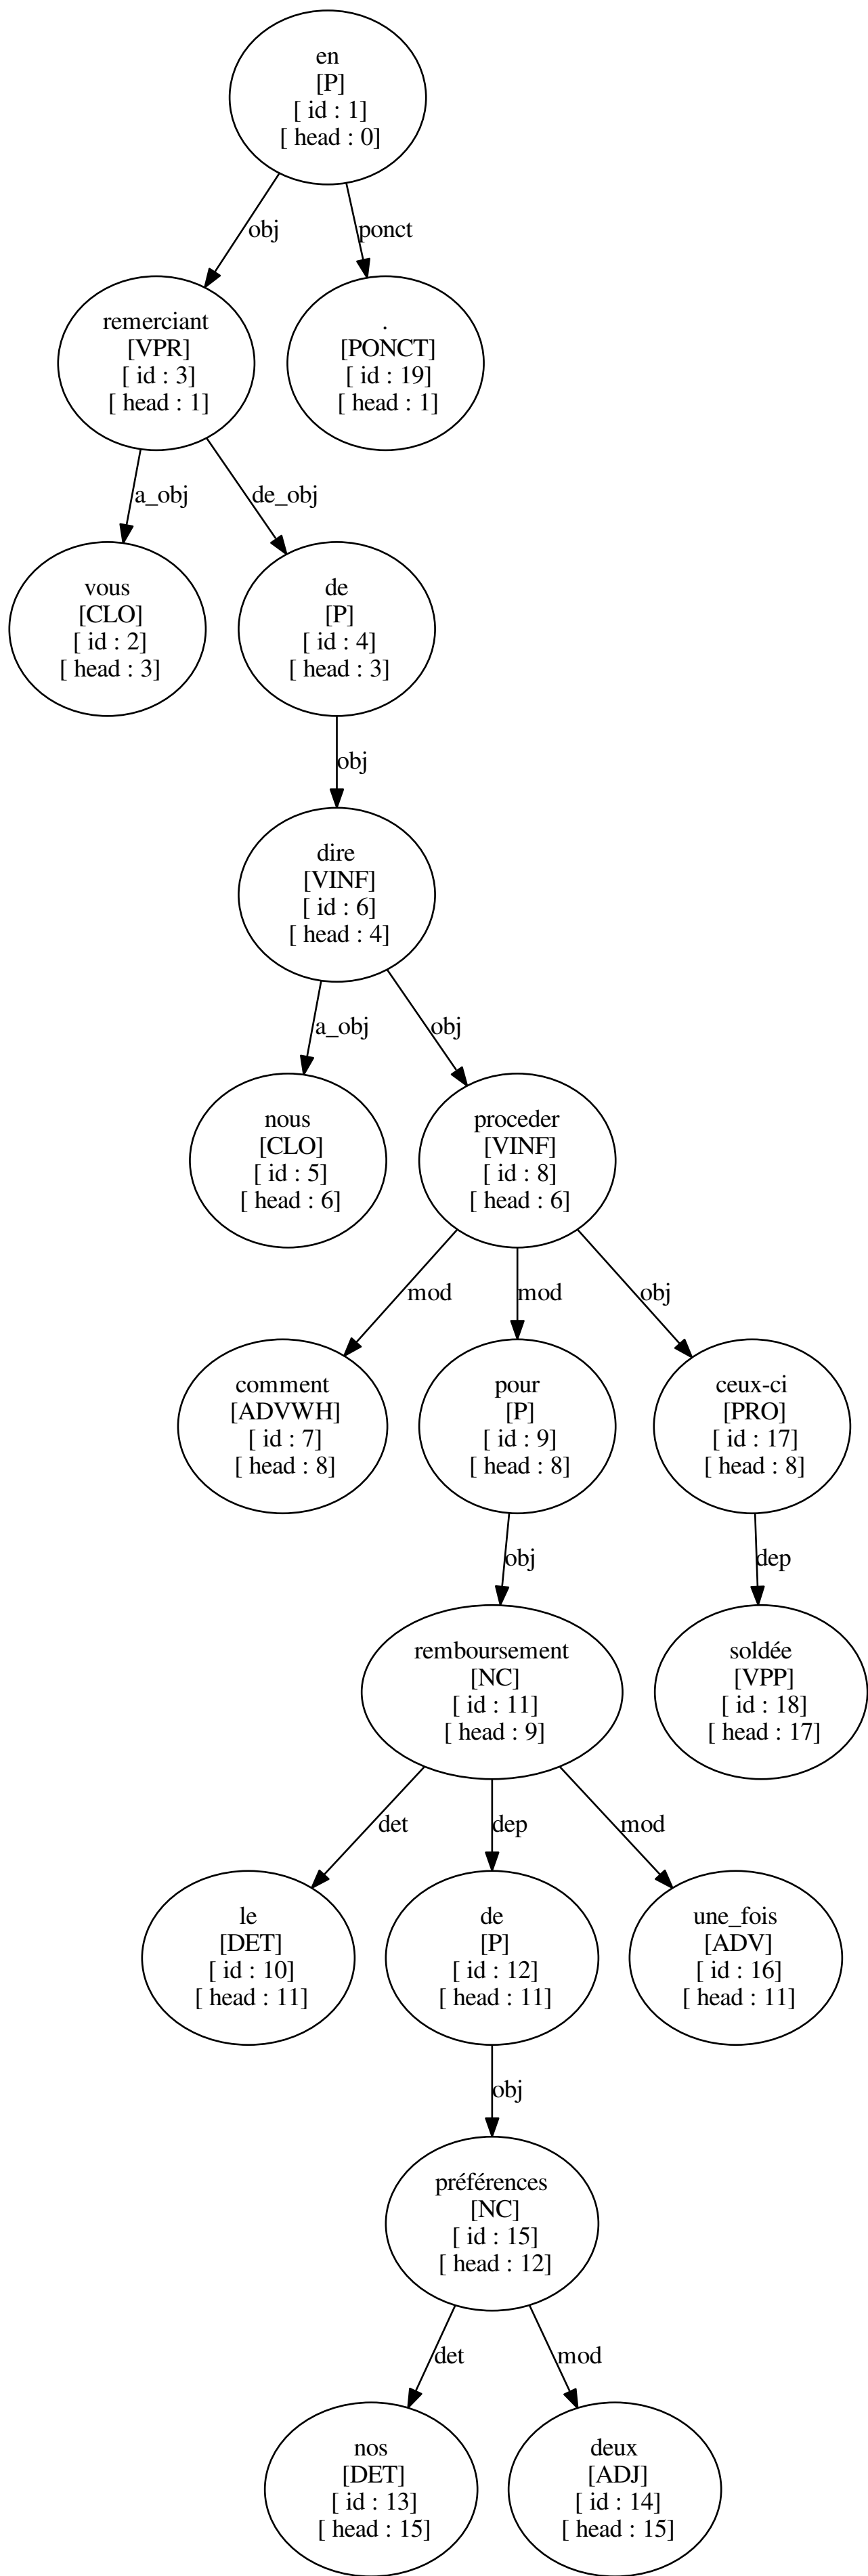 en
[P]
[ id : 1]
[ head : 0]
obj
ponct
remerciant
[VPR]
[ id : 3]
[ head : 1]
.
[PONCT]
[ id : 19]
[ head : 1]
a_obj
de_obj
vous
[CLO]
[ id : 2]
[ head : 3]
de
[P]
[ id : 4]
[ head : 3]
obj
dire
[VINF]
[ id : 6]
[ head : 4]
a_obj
obj
nous
[CLO]
[ id : 5]
[ head : 6]
proceder
[VINF]
[ id : 8]
[ head : 6]
mod
mod
obj
comment
[ADVWH]
[ id : 7]
[ head : 8]
pour
[P]
[ id : 9]
[ head : 8]
ceux-ci
[PRO]
[ id : 17]
[ head : 8]
obj
dep
remboursement
[NC]
[ id : 11]
[ head : 9]
soldée
[VPP]
[ id : 18]
[ head : 17]
det
dep
mod
le
[DET]
[ id : 10]
[ head : 11]
de
[P]
[ id : 12]
[ head : 11]
une_fois
[ADV]
[ id : 16]
[ head : 11]
obj
préférences
[NC]
[ id : 15]
[ head : 12]
det
mod
nos
[DET]
[ id : 13]
[ head : 15]
deux
[ADJ]
[ id : 14]
[ head : 15]